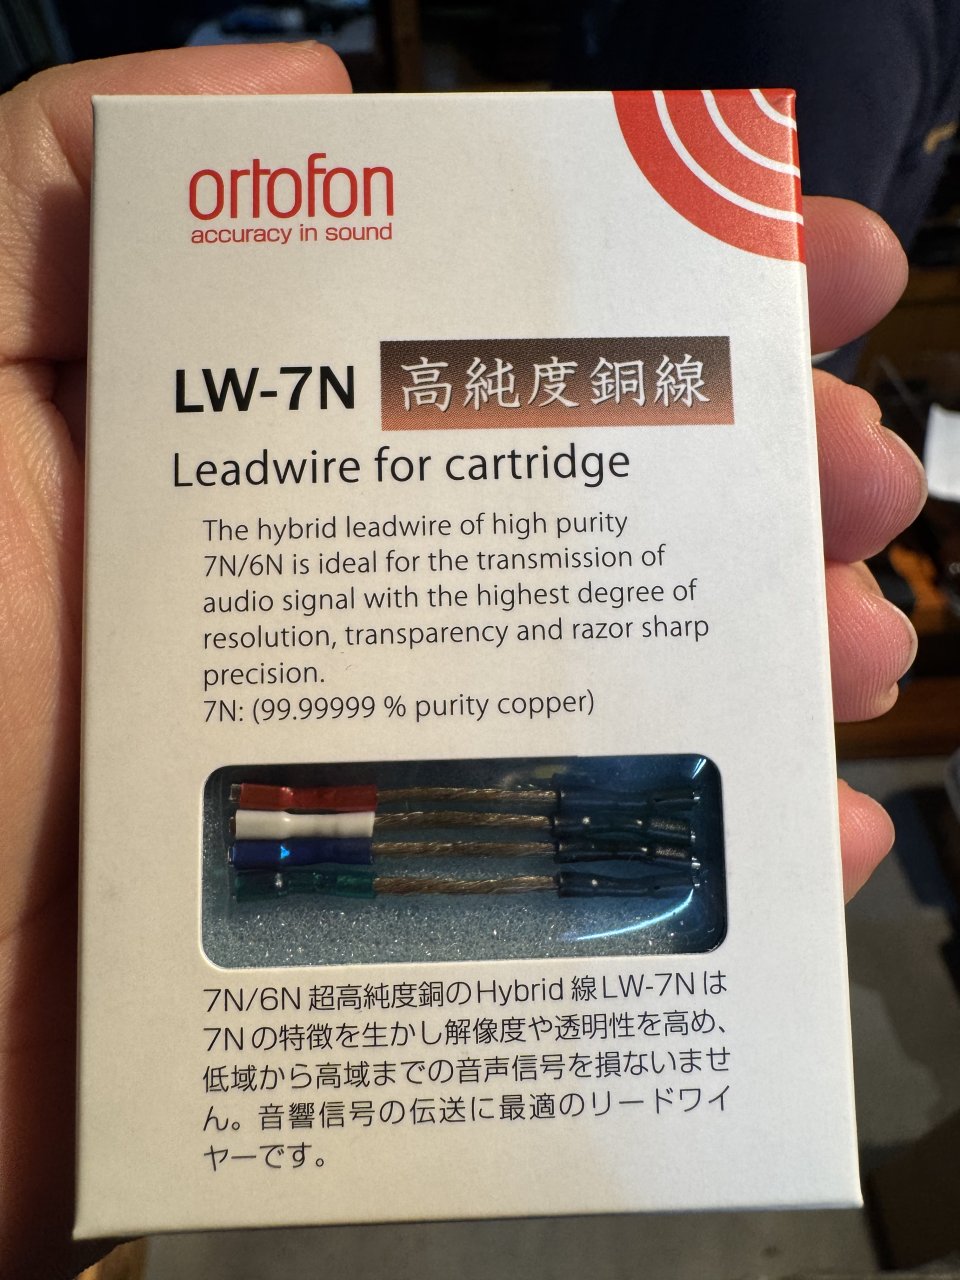 ortofon
accuracy in sound
LW-7N 高純度銅線
Leadwire for cartridge
The hybrid leadwire of high purity
7N/6N is ideal for the transmission of
audio signal with the highest degree of
resolution, transparency and razor sharp
precision.
7N: (99.99999 % purity copper)
7N/6N 超高純度銅のHybrid 線LW-7Nは
7Nの特徴を生かし解像度や透明性を高め、
低域から高域までの音声信号を損ないませ
ん。音響信号の伝送に最適のリードワイ
ヤーです。